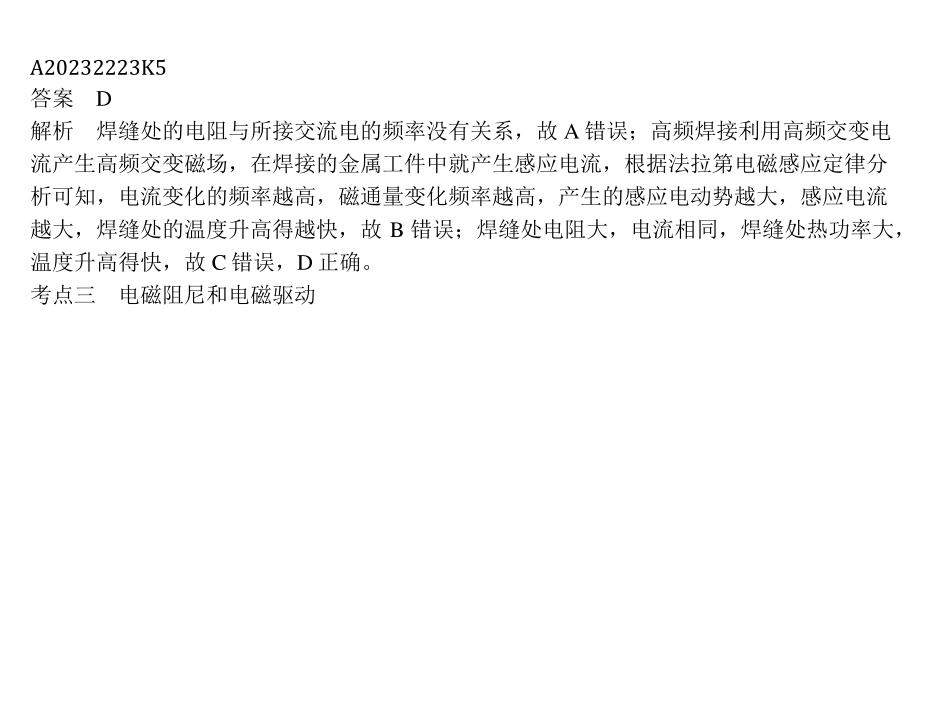 A20232223K5
答案　D
解析　焊缝处的电阻与所接交流电的频率没有关系，故 A 错误；高频焊接利用高频交变电
流产生高频交变磁场，在焊接的金属工件中就产生感应电流，根据法拉第电磁感应定律分
析可知，电流变化的频率越高，磁通量变化频率越高，产生的感应电动势越大，感应电流
越大，焊缝处的温度升高得越快，故 B 错误；焊缝处电阻大，电流相同，焊缝处热功率大，
温度升高得快，故 C 错误，D 正确。
考点三　电磁阻尼和电磁驱动